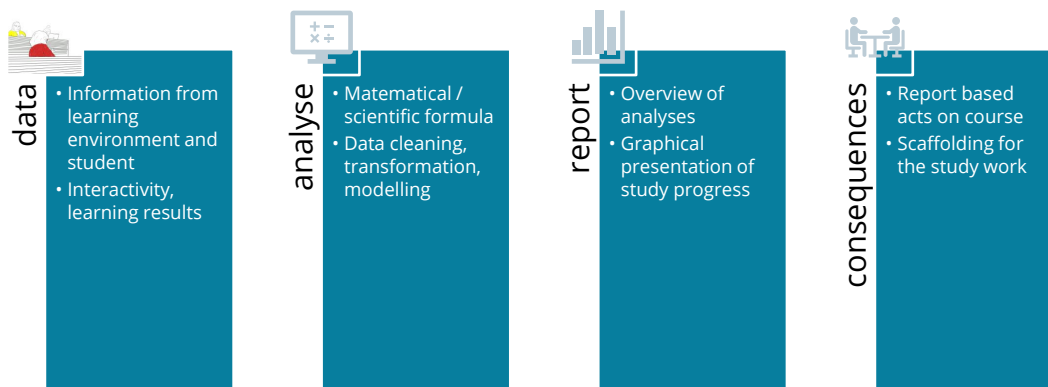 data
• Information from
learning
environment and
student
• Interactivity,
learning results
analyse
• Matematical /
scientific formula
• Data cleaning,
transformation,
modelling
report
• Overview of
analyses
• Graphical
presentation of
study progress
consequences
• Report based
acts on course
• Scaffolding for
the study work